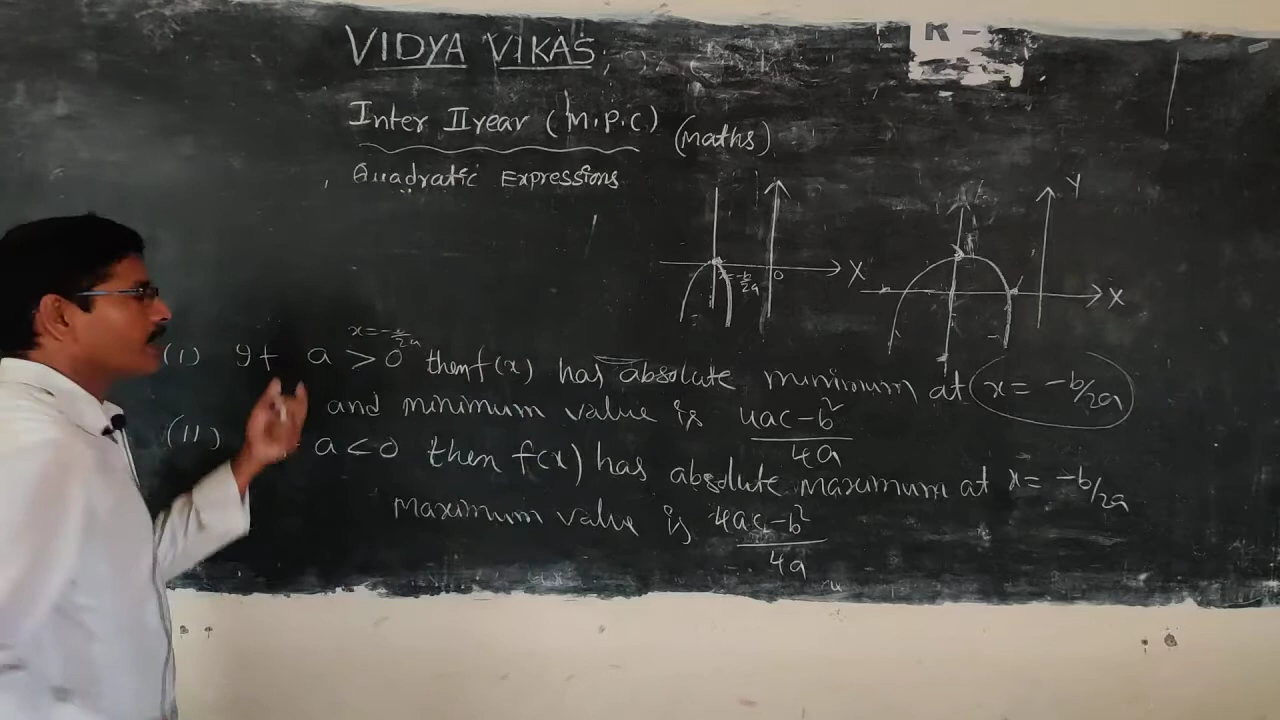 VIDYA VIKAS
R -
Inter II year (M.P.C) (Maths)
Quadratic Expressions
Y
X
x = -b/2a
0
X
x = -b/2a
(i) If a > 0 then f(x) has absolute minimum at x = -b/2a
and minimum value is 4ac-b²/4a
(ii) a < 0 then f(x) has absolute maximum at x = -b/2a
Maximum value is 4ac-b²/4a